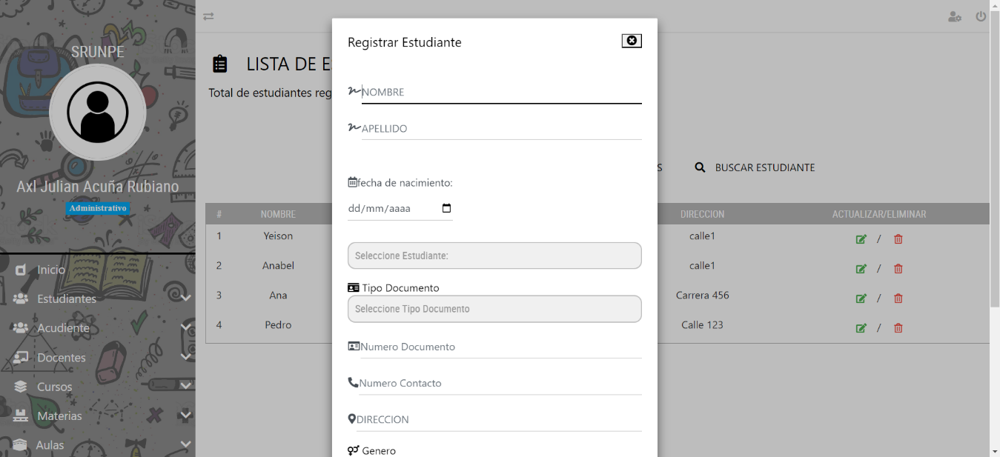 SRUNPE
Axl Julian Acuña Rubiano
Administrativo
Inicio
Estudiantes
Acudiente
Docentes
Cursos
Materias
Aulas
LISTA DE E
Total de estudiantes reg
S
BUSCAR ESTUDIANTE
# NOMBRE DIRECCION ACTUALIZAR/ELIMINAR
1 Yeison calle1 /
2 Anabel calle1 /
3 Ana Carrera 456 /
4 Pedro Calle 123 /
Registrar Estudiante
NOMBRE
APELLIDO
fecha de nacimiento:
dd/mm/aaaa
Seleccione Estudiante:
Tipo Documento
Seleccione Tipo Documento
Numero Documento
Numero Contacto
DIRECCION
Genero